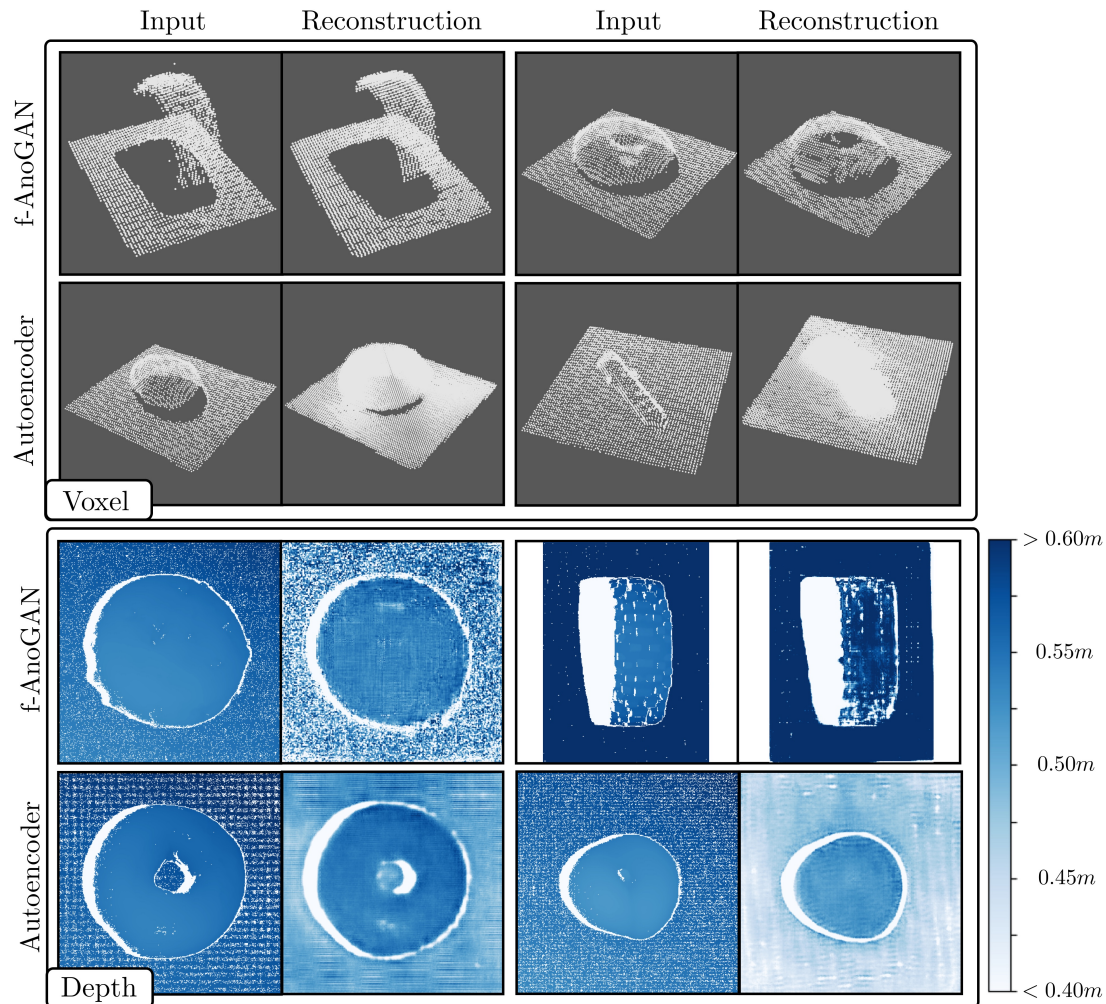 Input Reconstruction Input Reconstruction
f-AnoGAN
Autoencoder
Voxel
f-AnoGAN
Autoencoder
Depth
> 0.60m
0.55m
0.50m
0.45m
< 0.40m